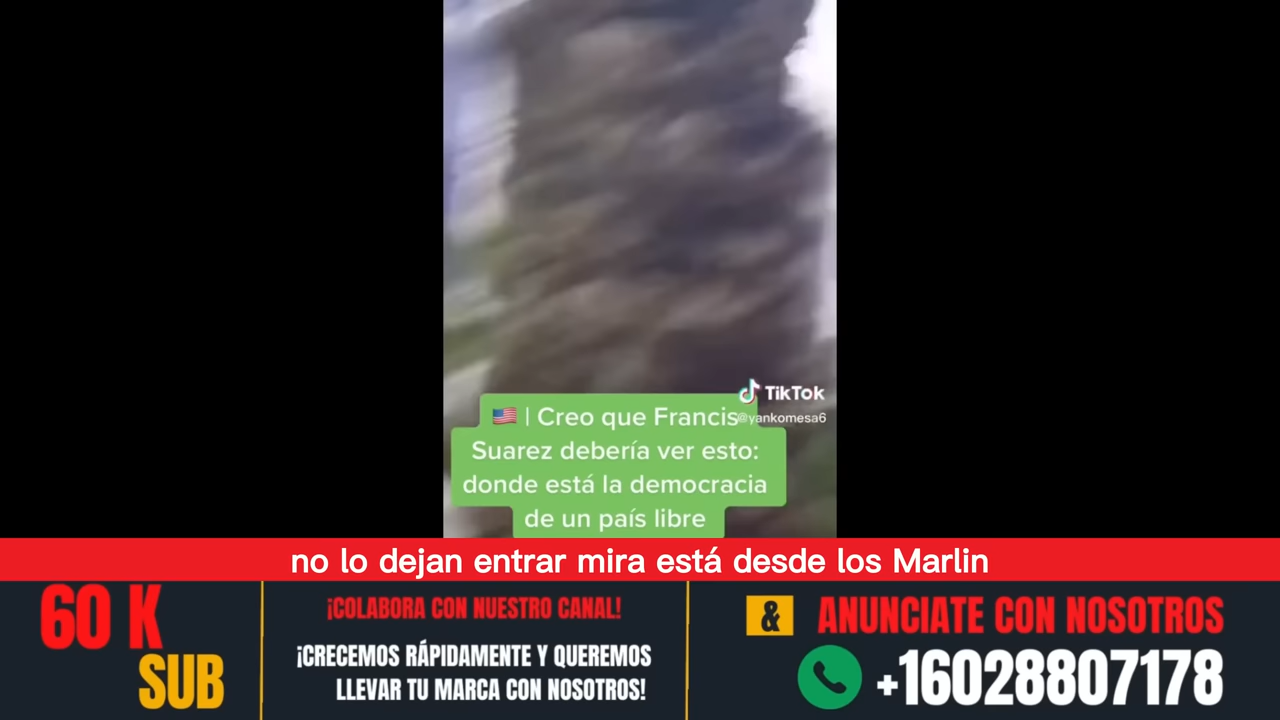 TikTok
@yankomesa6
🇺🇸 | Creo que Francis
Suarez debería ver esto:
donde está la democracia
de un país libre
no lo dejan entrar mira está desde los Marlin
60 K
SUB
¡COLABORA CON NUESTRO CANAL!
¡CRECEMOS RÁPIDAMENTE Y QUEREMOS
LLEVAR TU MARCA CON NOSOTROS!
& ANUNCIATE CON NOSOTROS
+16028807178